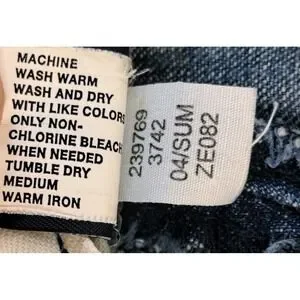 MACHINE
WASH WARM
WASH AND DRY
WITH LIKE COLORS
ONLY NON-
CHLORINE BLEACH
WHEN NEEDED
TUMBLE DRY
MEDIUM
WARM IRON
239769
3742
04/SUM
ZE082